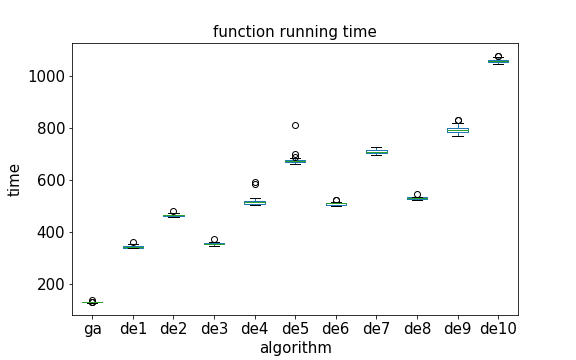 function running time
time
1000
800
600
400
200
ga de1 de2 de3 de4 de5 de6 de7 de8 de9 de10
algorithm